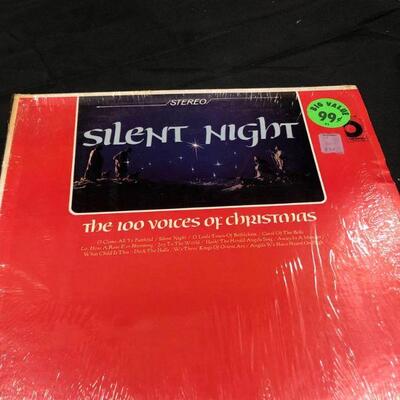 STEREO
SILENT NIGHT
BIG VALUE
99¢
the 100 voices of christmas
O Come, All Ye Faithful / Silent Night / O Little Town Of Bethlehem / Carol Of The Bells
Lo, How A Rose E'er Blooming / Joy To The World / Hark! The Herald Angels Sing / Away In A Manger
What Child Is This / Deck The Halls / We Three Kings Of Orient Are / Angels We Have Heard On High